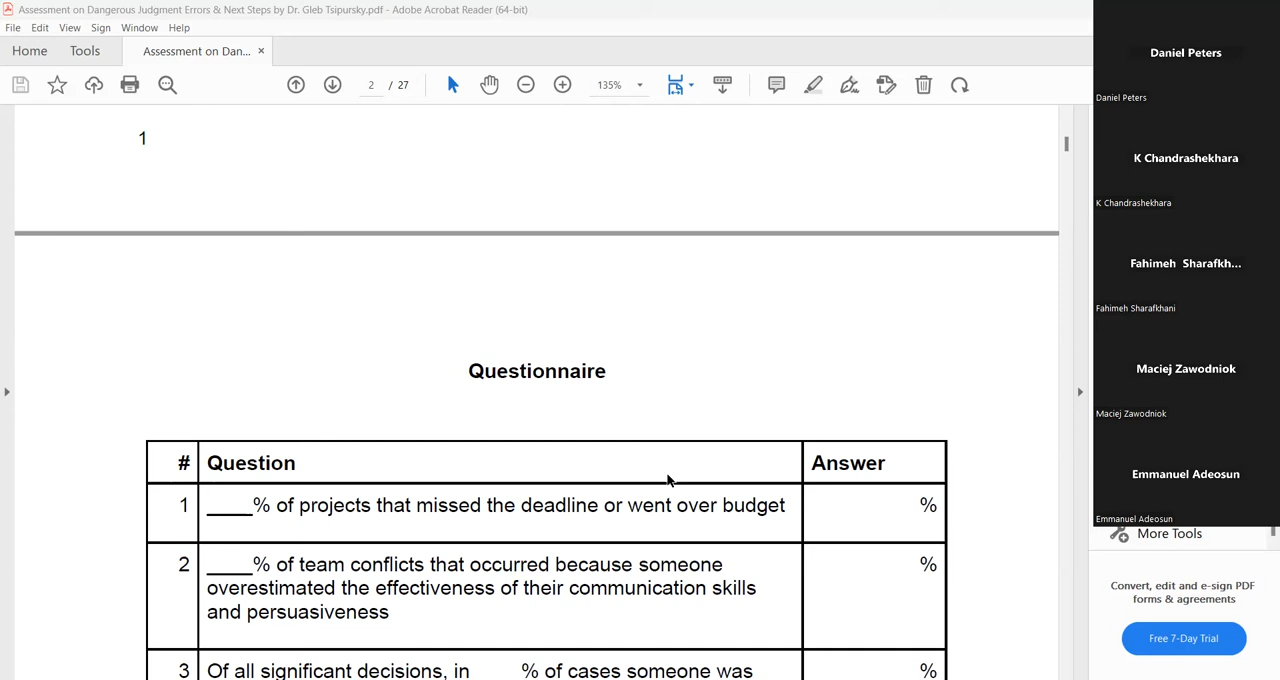 Assessment on Dangerous Judgment Errors & Next Steps by Dr. Gleb Tsipursky.pdf - Adobe Acrobat Reader (64-bit)
File Edit View Sign Window Help
Home Tools Assessment on Dan... ×
2 / 27 135%
1
Questionnaire
# Question Answer
1 ____% of projects that missed the deadline or went over budget %
2 ____% of team conflicts that occurred because someone %
overestimated the effectiveness of their communication skills
and persuasiveness
3 Of all significant decisions, in ____% of cases someone was %
Daniel Peters
Daniel Peters
K Chandrashekhara
K Chandrashekhara
Fahimeh Sharafkh...
Fahimeh Sharafkhani
Maciej Zawodniok
Maciej Zawodniok
Emmanuel Adeosun
Emmanuel Adeosun
More Tools
Convert, edit and e-sign PDF
forms & agreements
Free 7-Day Trial